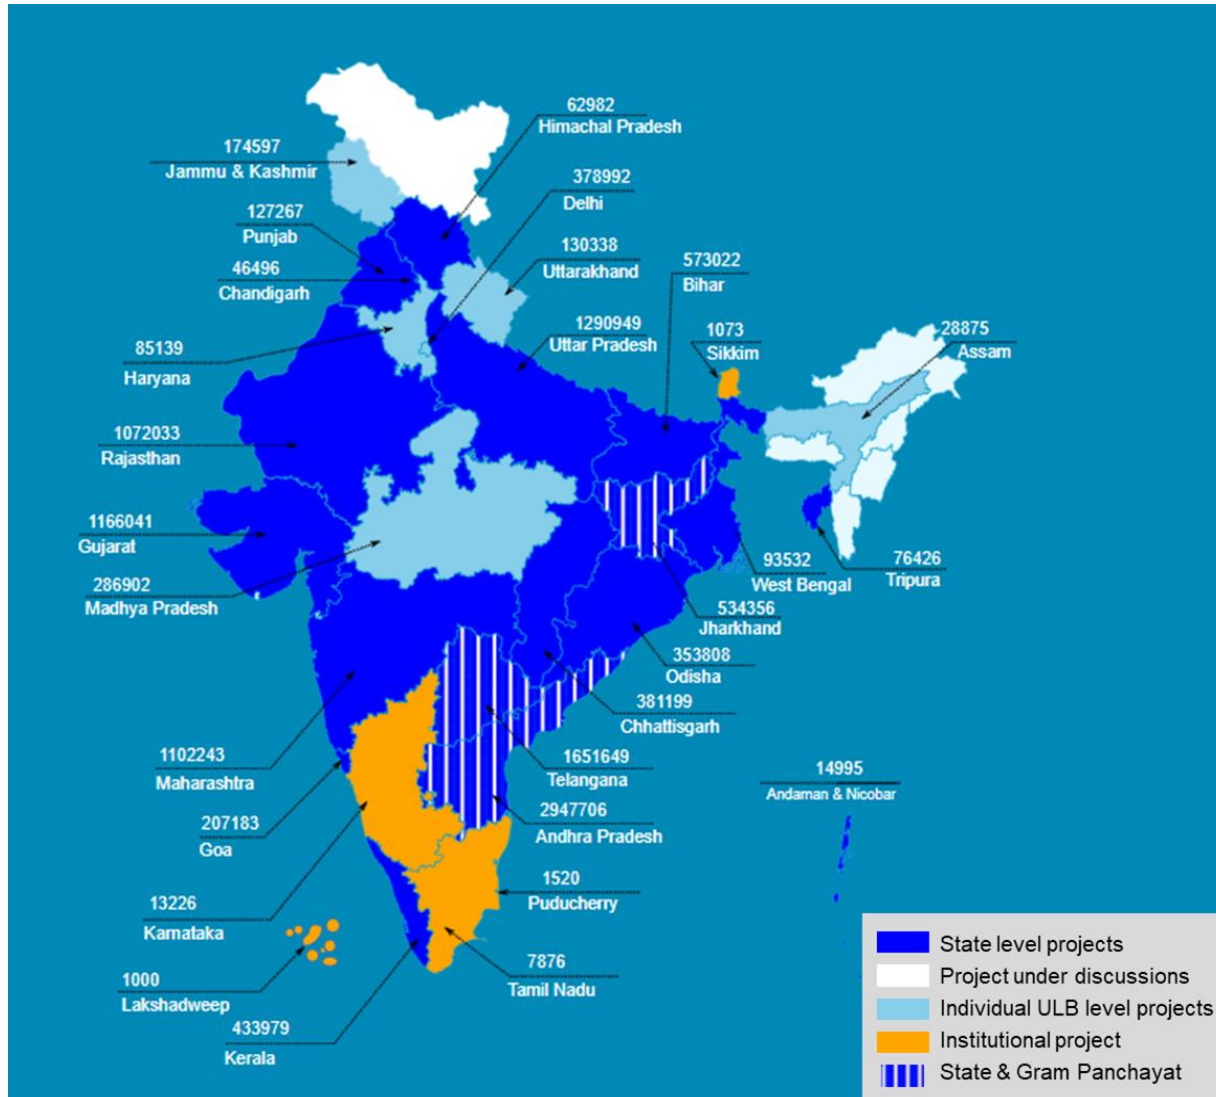 62982
Himachal Pradesh
174597
Jammu & Kashmir
378992
Delhi
127267
Punjab
130338
Uttarakhand
46496
Chandigarh
573022
Bihar
1290949
Uttar Pradesh
1073
Sikkim
28875
Assam
85139
Haryana
1072033
Rajasthan
1166041
Gujarat
286902
Madhya Pradesh
93532
West Bengal
76426
Tripura
534356
Jharkhand
353808
Odisha
381199
Chhattisgarh
1102243
Maharashtra
1651649
Telangana
14995
Andaman & Nicobar
207183
Goa
2947706
Andhra Pradesh
1520
Puducherry
13226
Karnataka
7876
Tamil Nadu
1000
Lakshadweep
433979
Kerala
State level projects
Project under discussions
Individual ULB level projects
Institutional project
State & Gram Panchayat